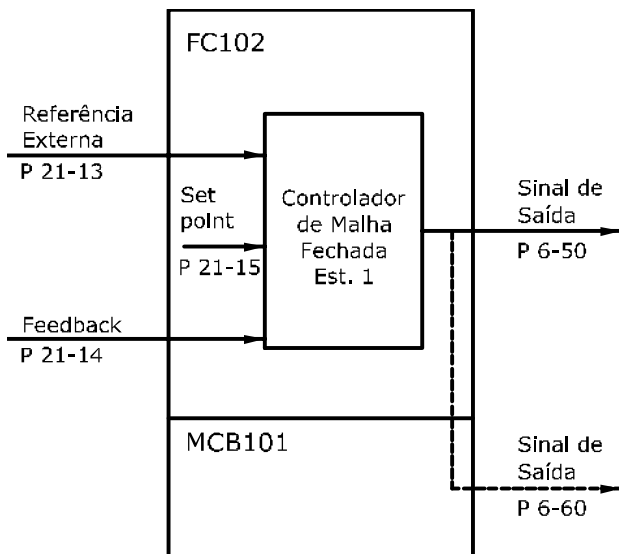 FC102
Referência
Externa
P 21-13
Set
point
P 21-15
Controlador
de Malha
Fechada
Est. 1
Sinal de
Saída
P 6-50
Feedback
P 21-14
MCB101
Sinal de
Saída
P 6-60